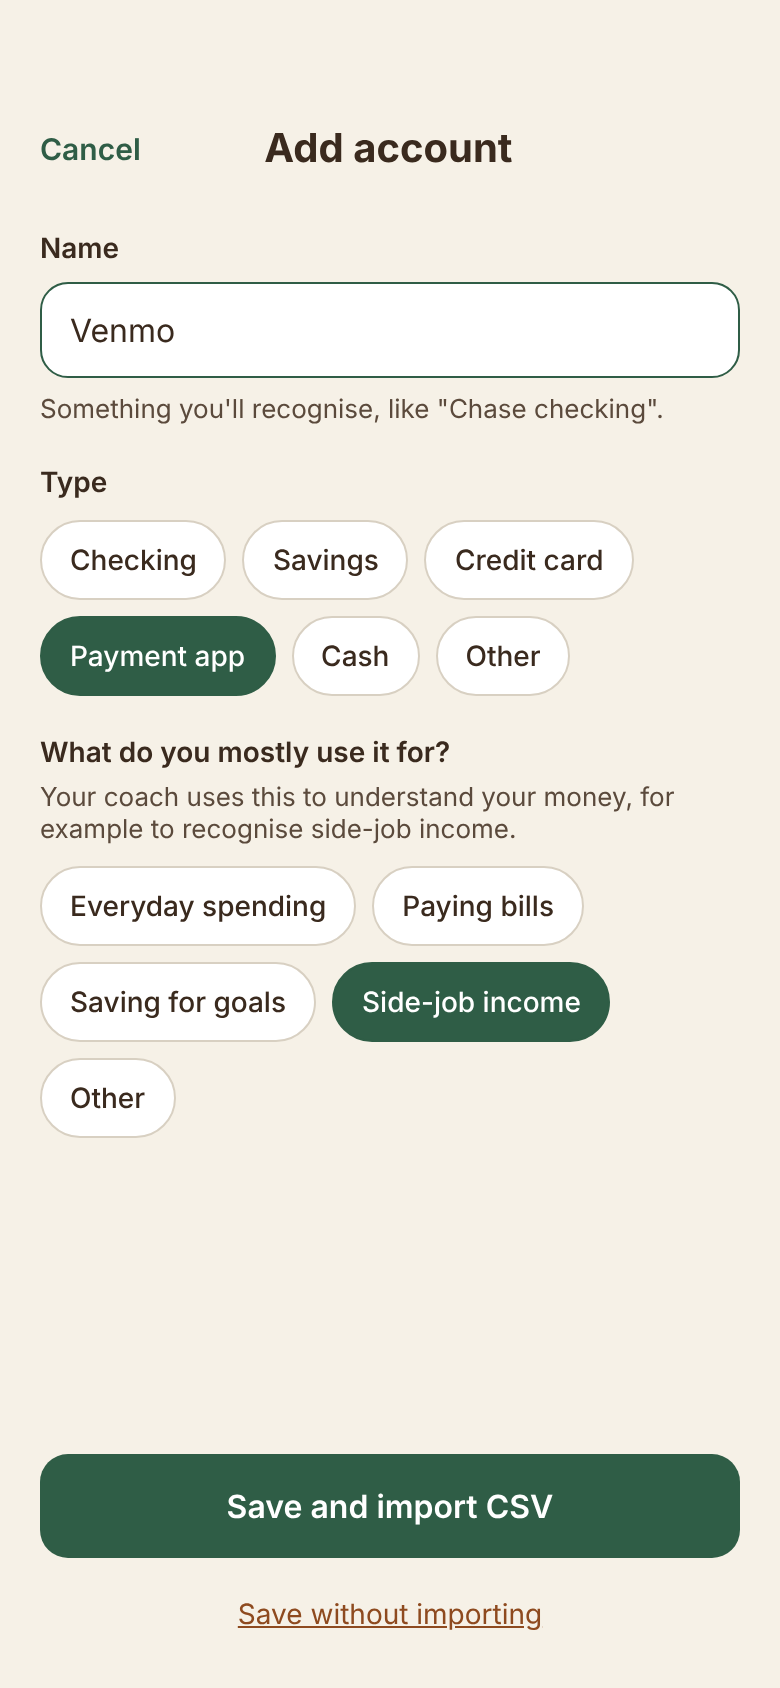 Cancel
Add account
Name
Venmo
Something you'll recognise, like "Chase checking".
Type
Checking
Savings
Credit card
Payment app
Cash
Other
What do you mostly use it for?
Your coach uses this to understand your money, for
example to recognise side-job income.
Everyday spending
Paying bills
Saving for goals
Side-job income
Other
Save and import CSV
Save without importing